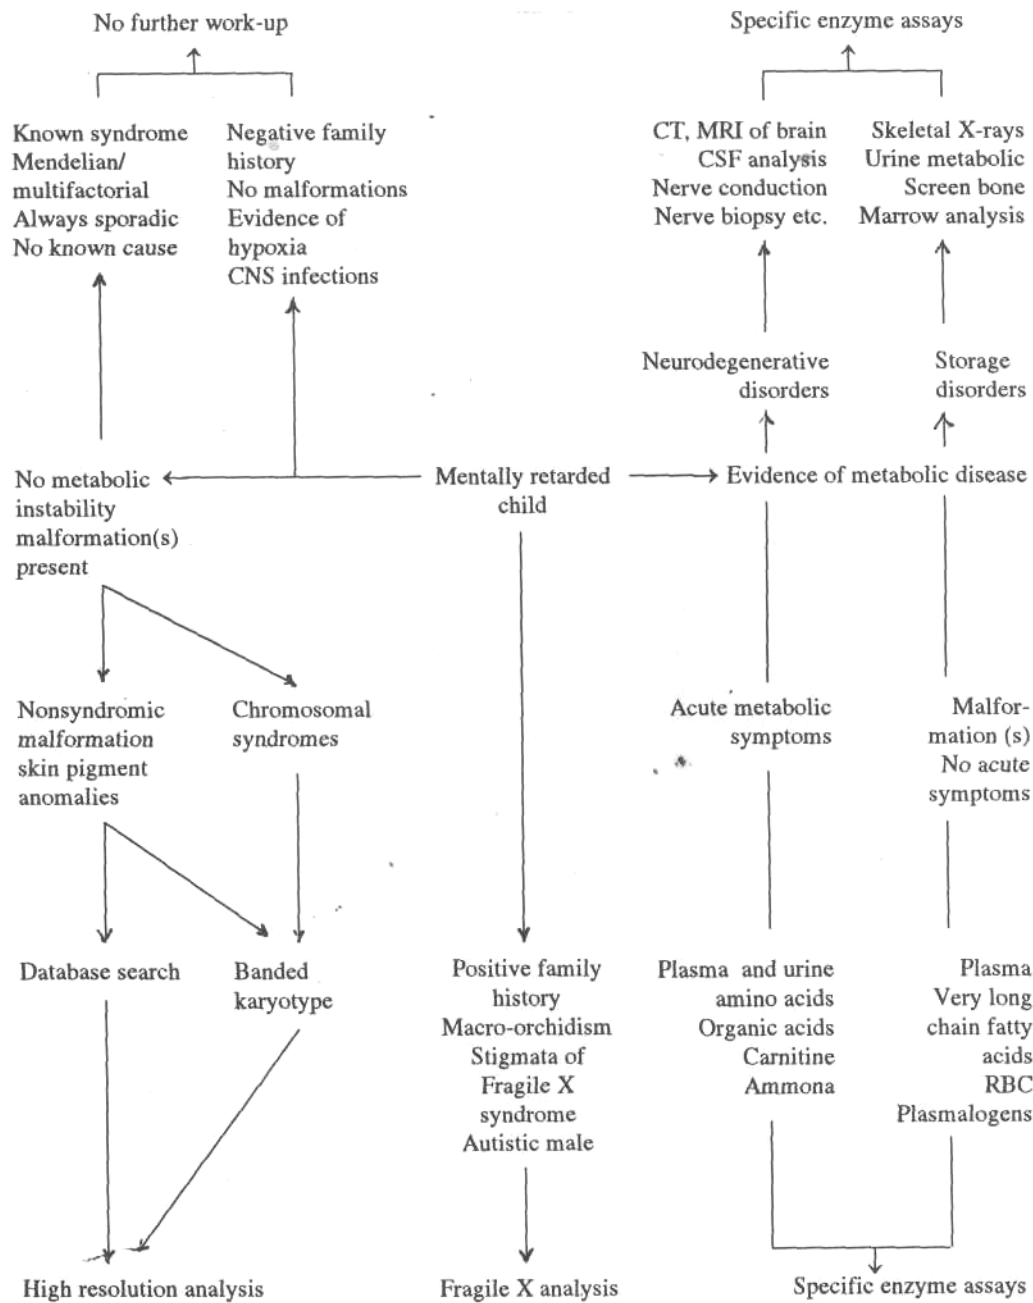 No further work-up
Specific enzyme assays
Known syndrome
Mendelian/
multifactorial
Always sporadic
No known cause
Negative family
history
No malformations
Evidence of
hypoxia
CNS infections
CT, MRI of brain
CSF analysis
Nerve conduction
Nerve biopsy etc.
Skeletal X-rays
Urine metabolic
Screen bone
Marrow analysis
Neurodegenerative
disorders
Storage
disorders
No metabolic
instability
malformation(s)
present
Mentally retarded
child
Evidence of metabolic disease
Nonsyndromic
malformation
skin pigment
anomalies
Chromosomal
syndromes
Acute metabolic
symptoms
Malfor-
mation (s)
No acute
symptoms
Database search
Banded
karyotype
Positive family
history
Macro-orchidism
Stigmata of
Fragile X
syndrome
Autistic male
Plasma and urine
amino acids
Organic acids
Carnitine
Ammona
Plasma
Very long
chain fatty
acids
RBC
Plasmalogens
High resolution analysis
Fragile X analysis
Specific enzyme assays